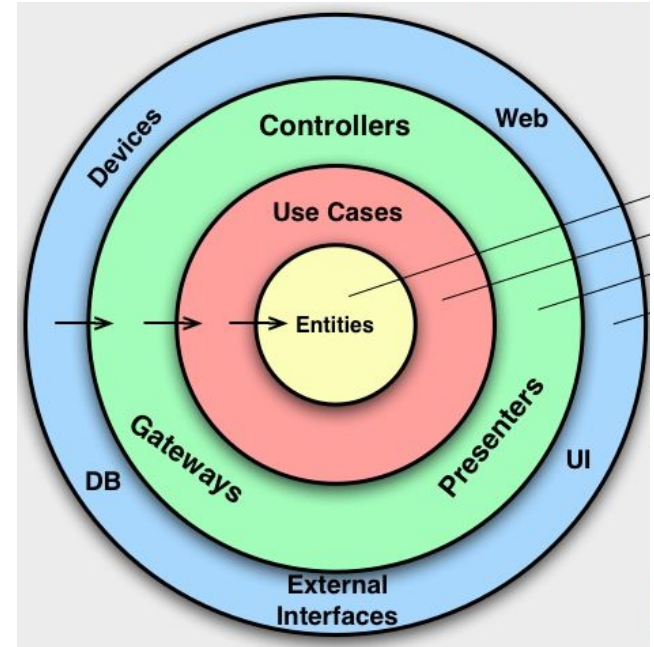 Devices
Web
Controllers
Use Cases
Entities
Gateways
Presenters
DB
UI
External
Interfaces